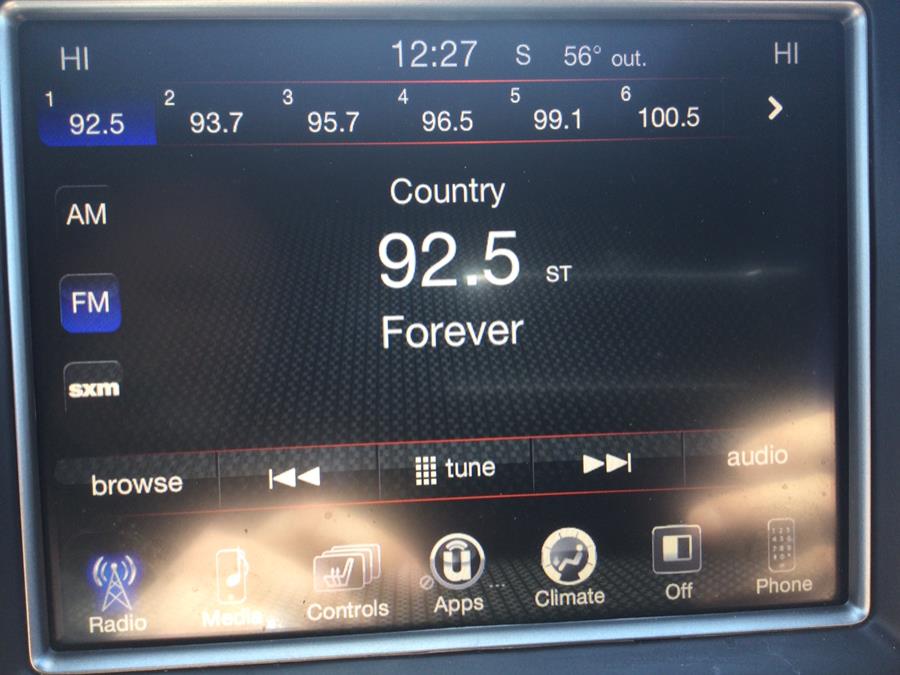 HI 12:27 S 56° out. HI
1 2 3 4 5 6
92.5 93.7 95.7 96.5 99.1 100.5
AM
Country
92.5 ST
FM
Forever
sxm
browse tune audio
Radio Media Controls Apps Climate Off Phone